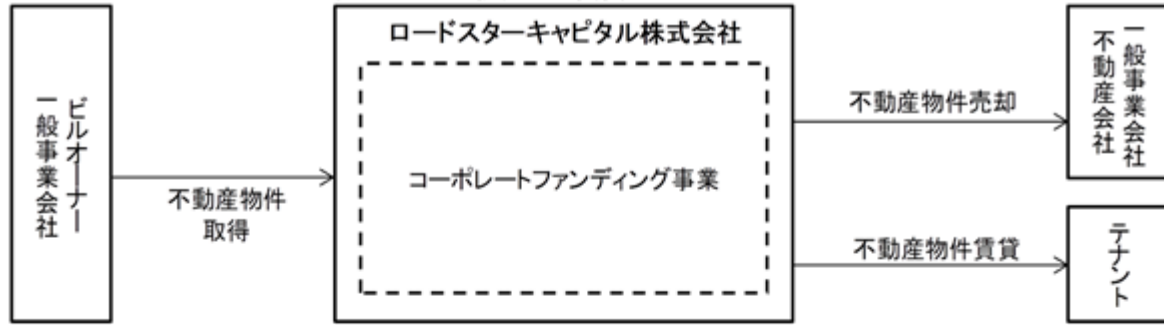 ビルオーナー
一般事業会社
不動産物件
取得
ロードスターキャピタル株式会社
コーポレートファンディング事業
不動産物件売却
一般事業会社
不動産会社
不動産物件賃貸
テナント